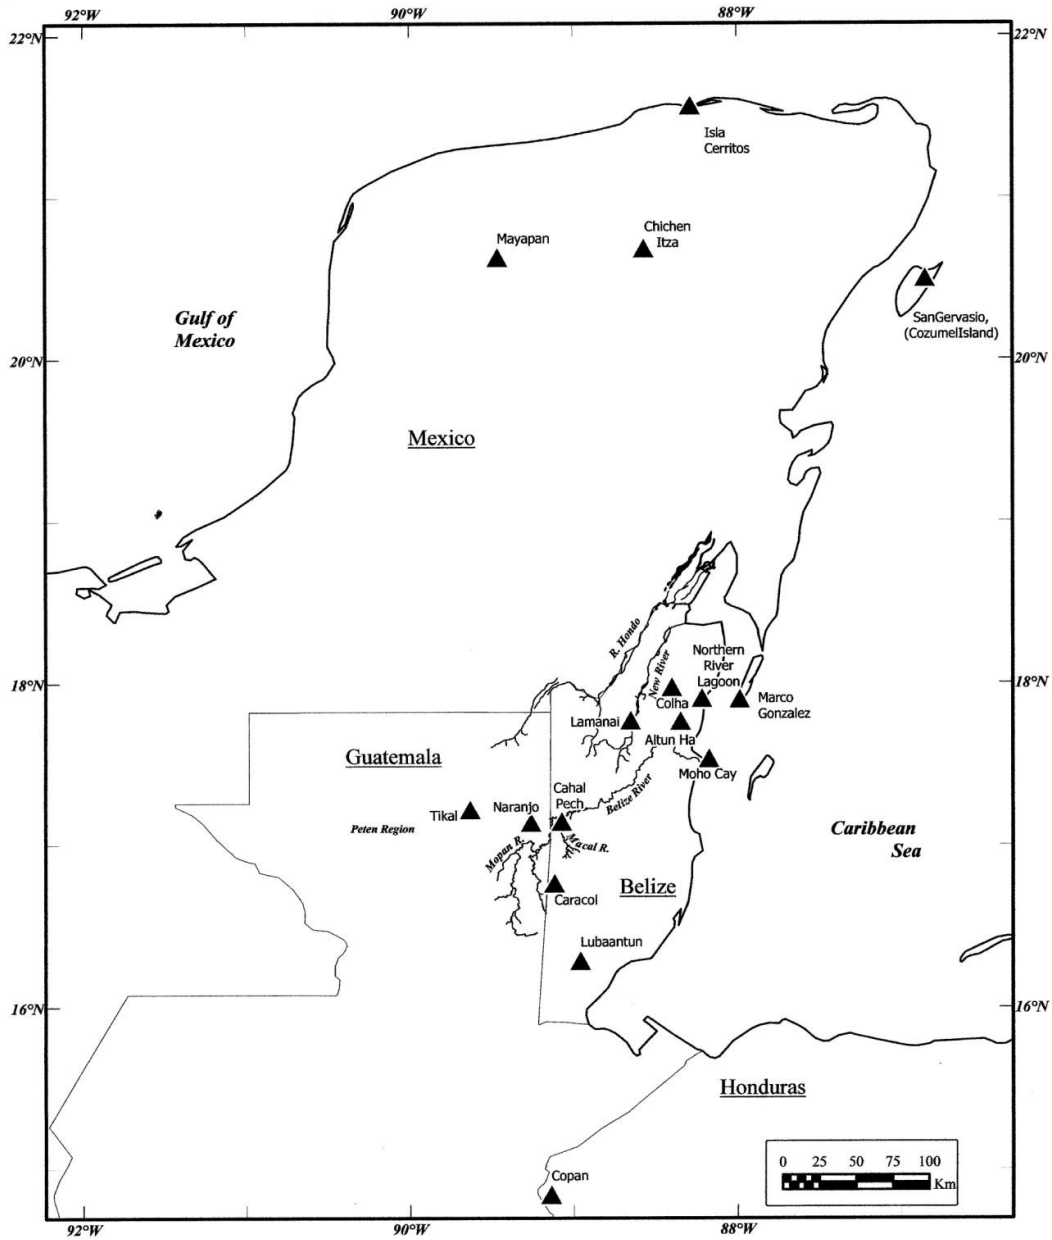 92°W 90°W 88°W
22°N 22°N
Isla
Cerritos
Chichen
Itza
Mayapan
Gulf of
Mexico
SanGervasio,
(CozumelIsland)
20°N 20°N
Mexico
R. Hondo
New River
Northern
River
Lagoon
18°N 18°N
Colha
Marco
Gonzalez
Lamanai
Altun Ha
Guatemala
Moho Cay
Cahal
Pech
Belize River
Naranjo
Tikal
Peten Region
Caribbean
Sea
Mopan R.
Macal R.
Belize
Caracol
Lubaantun
16°N 16°N
Honduras
0 25 50 75 100
Km
Copan
92°W 90°W 88°W